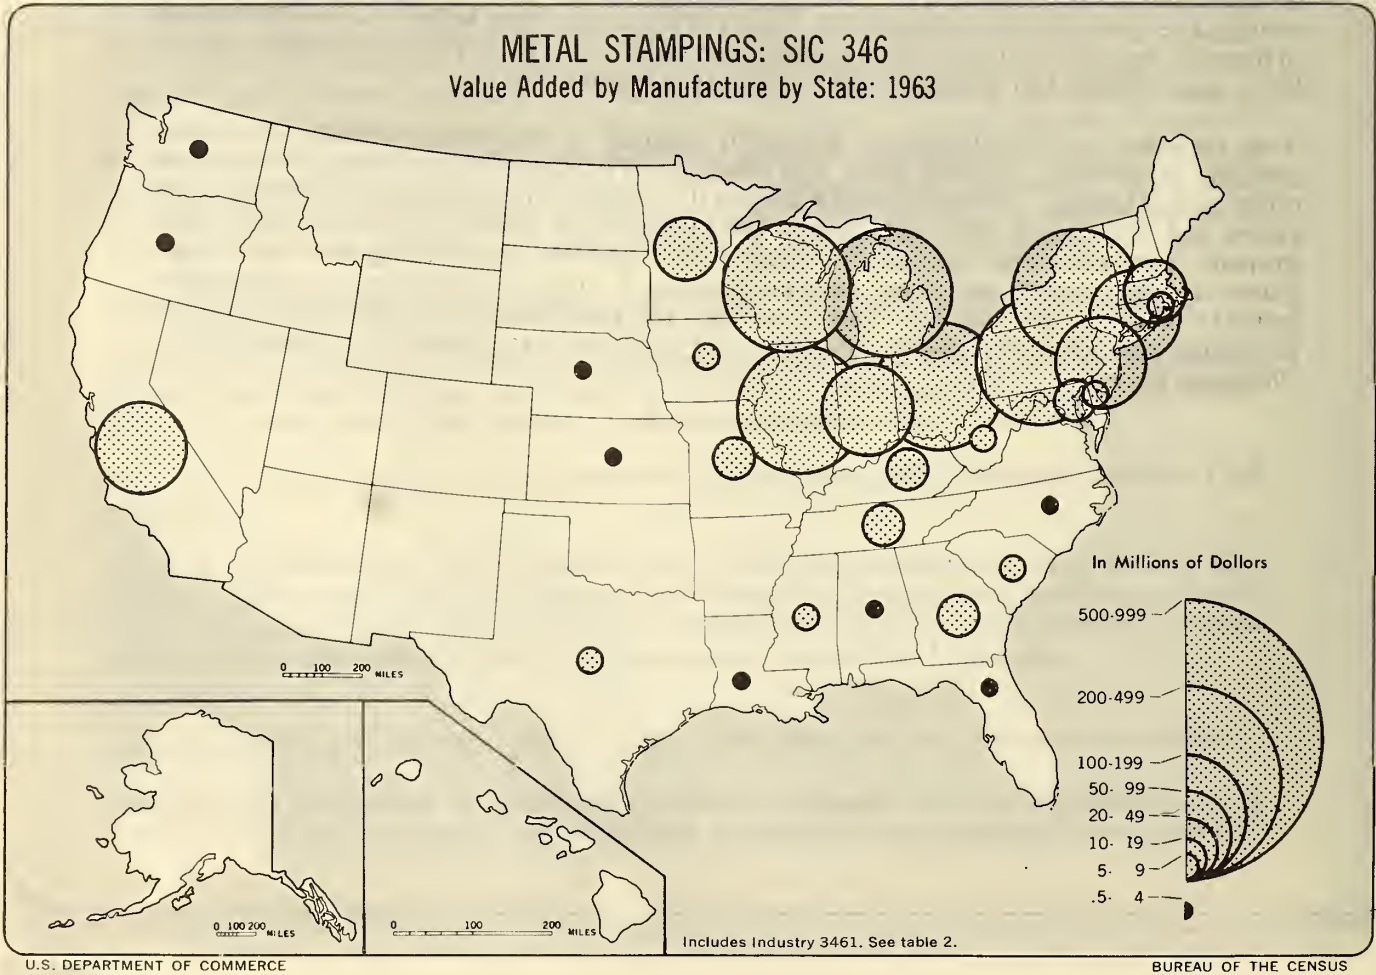 METAL STAMPINGS: SIC 346
Value Added by Manufacture by State: 1963
In Millions of Dollars
500-999
200-499
100-199
50- 99
20- 49
10- 19
5- 9
.5- 4
0 100 200 MILES
0 100 200 MILES
0 100 200 MILES
Includes Industry 3461. See table 2.
U.S. DEPARTMENT OF COMMERCE
BUREAU OF THE CENSUS